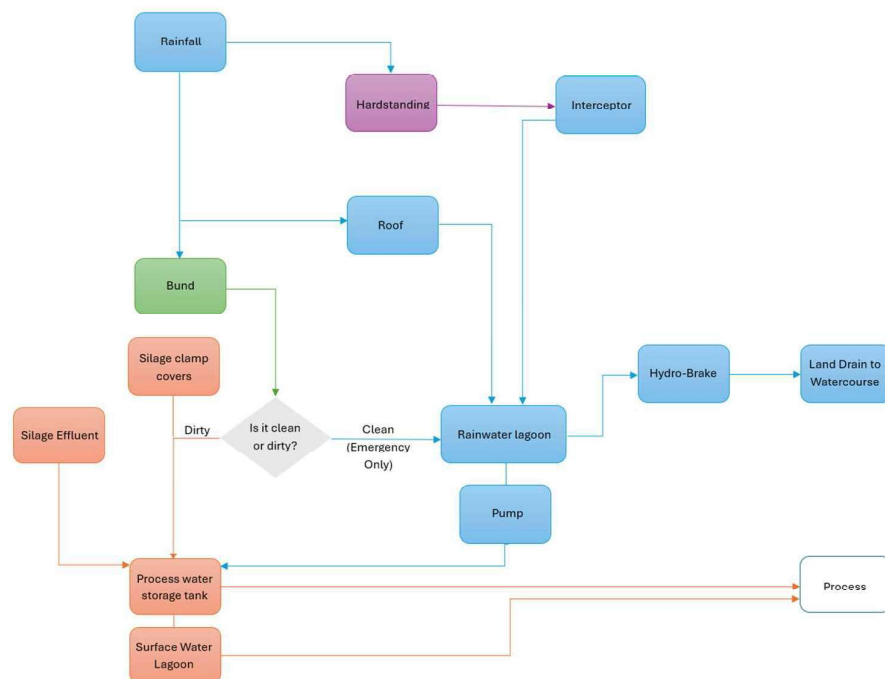 Rainfall
Hardstanding
Interceptor
Roof
Bund
Silage clamp
covers
Hydro-Brake
Land Drain to
Watercourse
Silage Effluent
Dirty
Is it clean
or dirty?
Clean
(Emergency
Only)
Rainwater lagoon
Pump
Process water
storage tank
Process
Surface Water
Lagoon